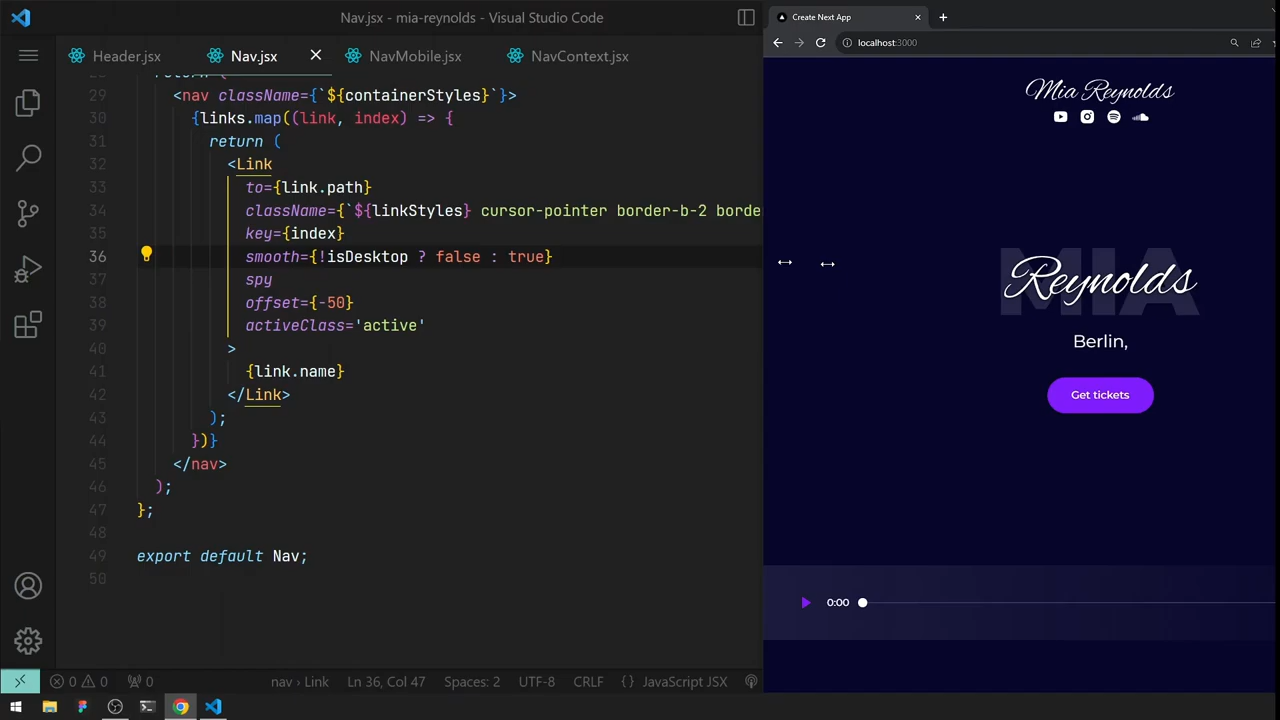 Nav.jsx - mia-reynolds - Visual Studio Code
Header.jsx
Nav.jsx
NavMobile.jsx
NavContext.jsx
29 <nav className={`${containerStyles}`}>
30 {links.map((link, index) => {
31 return (
32 <Link
33 to={link.path}
34 className={`${linkStyles} cursor-pointer border-b-2 borde
35 key={index}
36 smooth={!isDesktop ? false : true}
37 spy
38 offset={-50}
39 activeClass='active'
40 >
41 {link.name}
42 </Link>
43 );
44 })}
45 </nav>
46 );
47 };
48
49 export default Nav;
50
0 0 0
nav › Link
Ln 36, Col 47
Spaces: 2
UTF-8
CRLF
{} JavaScript JSX
Create Next App
localhost:3000
Mia Reynolds
MIA
Reynolds
Berlin,
Get tickets
0:00